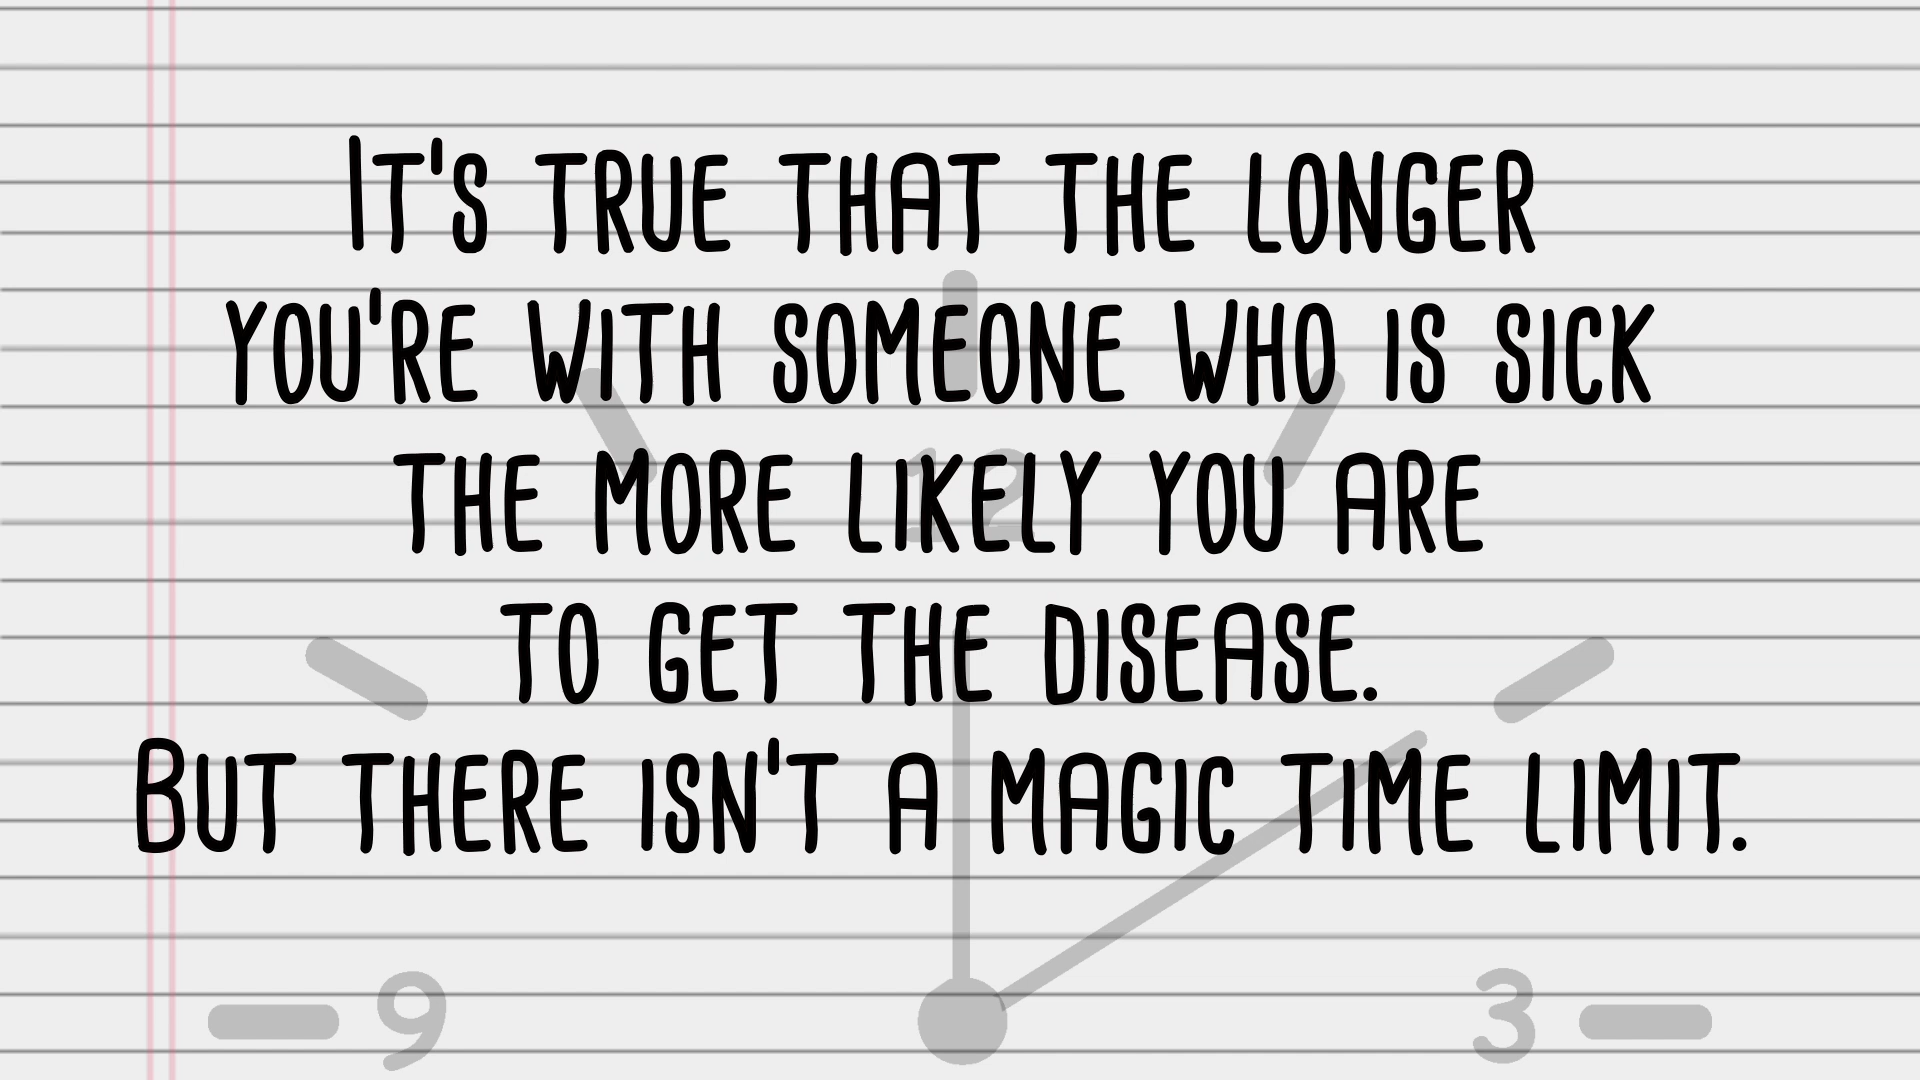 It's true that the longer
you're with someone who is sick
the more likely you are
to get the disease.
But there isn't a magic time limit.
12
9
3